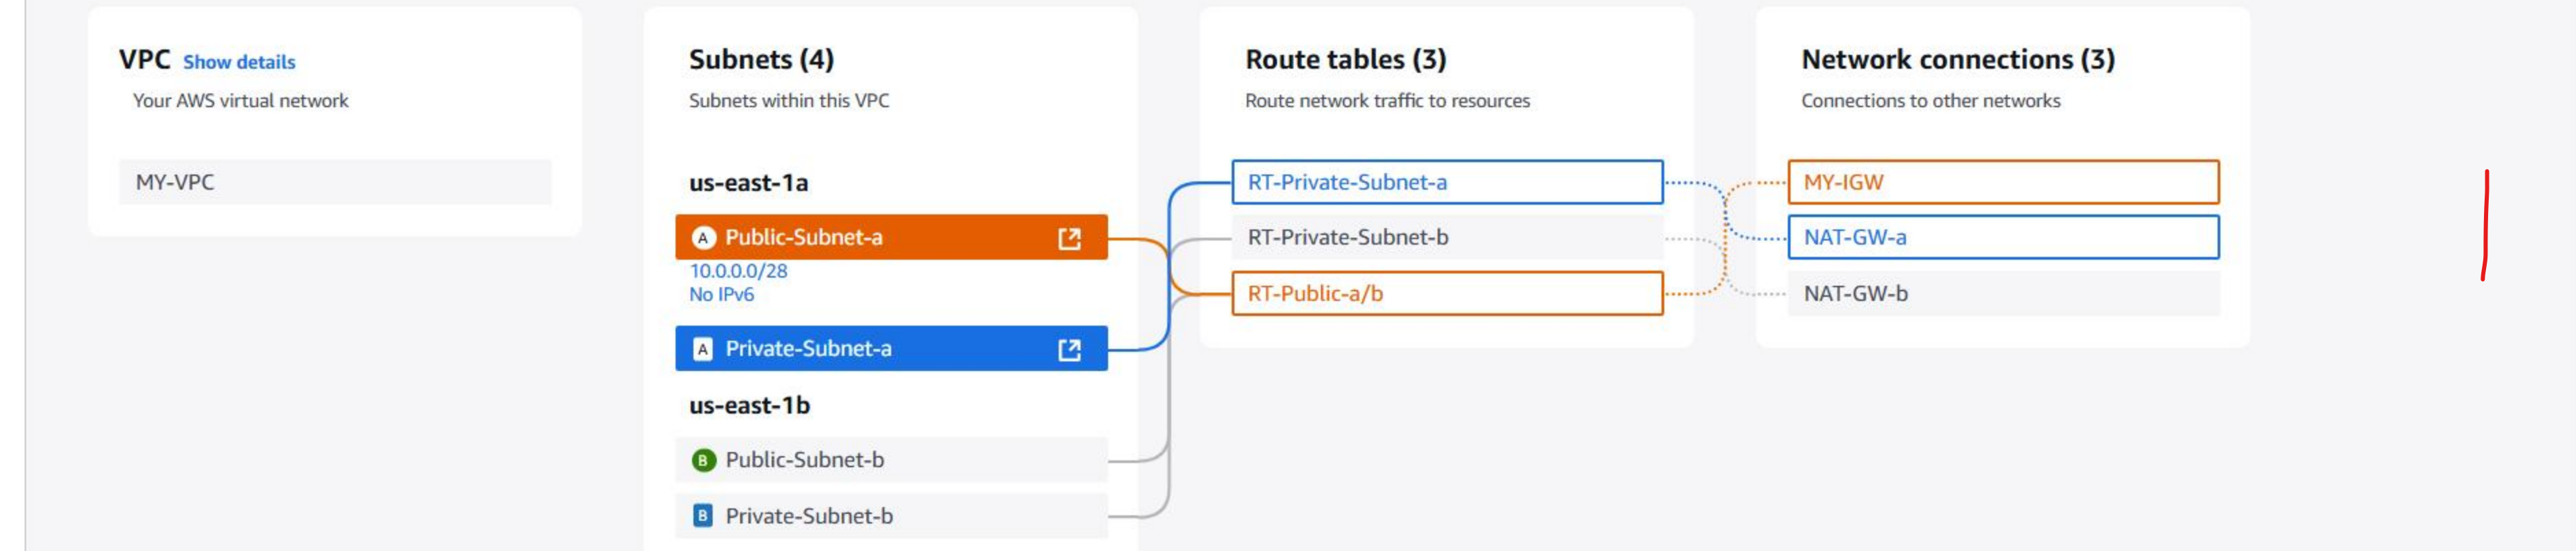 VPC Show details
Your AWS virtual network
MY-VPC
Subnets (4)
Subnets within this VPC
us-east-1a
A Public-Subnet-a
10.0.0.0/28
No IPv6
A Private-Subnet-a
us-east-1b
B Public-Subnet-b
B Private-Subnet-b
Route tables (3)
Route network traffic to resources
RT-Private-Subnet-a
RT-Private-Subnet-b
RT-Public-a/b
Network connections (3)
Connections to other networks
MY-IGW
NAT-GW-a
NAT-GW-b